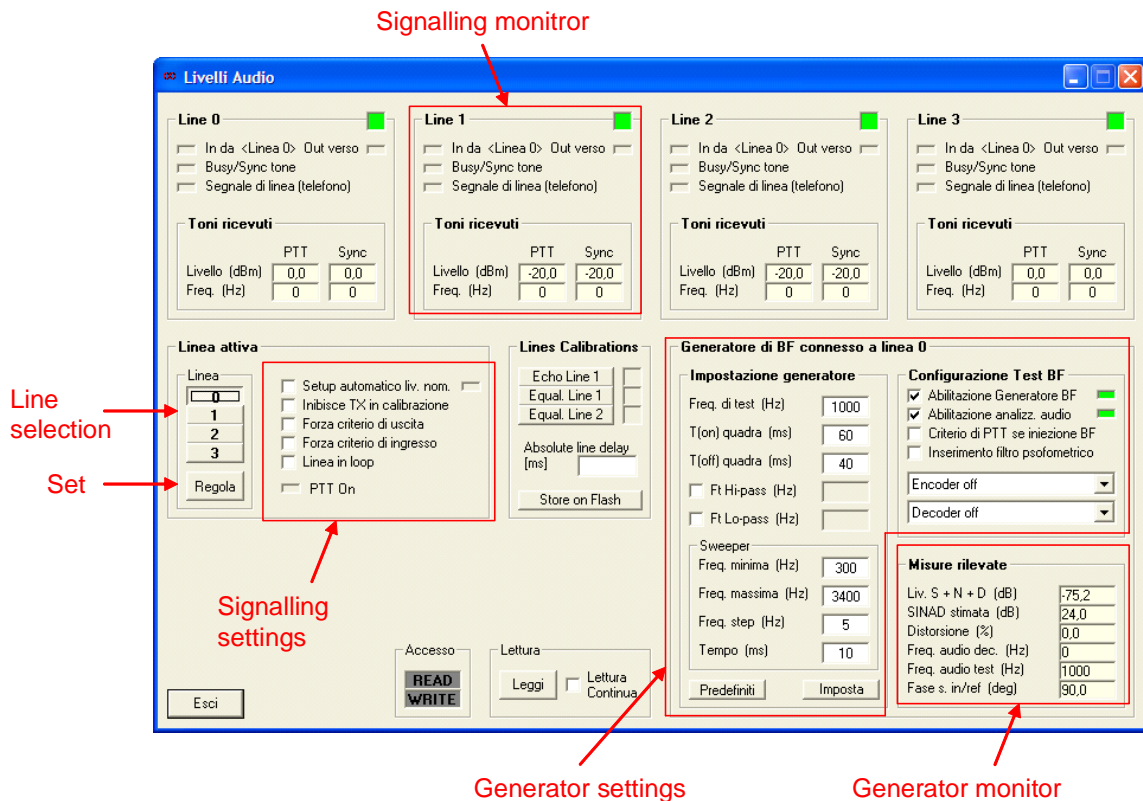 Signalling monitror
Livelli Audio
Line 0
In da <Linea 0> Out verso
Busy/Sync tone
Segnale di linea (telefono)
Toni ricevuti
PTT Sync
Livello (dBm) 0,0 0,0
Freq. (Hz) 0 0
Line 1
In da <Linea 0> Out verso
Busy/Sync tone
Segnale di linea (telefono)
Toni ricevuti
PTT Sync
Livello (dBm) -20,0 -20,0
Freq. (Hz) 0 0
Line 2
In da <Linea 0> Out verso
Busy/Sync tone
Segnale di linea (telefono)
Toni ricevuti
PTT Sync
Livello (dBm) -20,0 -20,0
Freq. (Hz) 0 0
Line 3
In da <Linea 0> Out verso
Busy/Sync tone
Segnale di linea (telefono)
Toni ricevuti
PTT Sync
Livello (dBm) 0,0 0,0
Freq. (Hz) 0 0
Line
selection
Set
Linea attiva
Linea
0
1
2
3
Regola
Setup automatico liv. nom.
Inibisce TX in calibrazione
Forza criterio di uscita
Forza criterio di ingresso
Linea in loop
PTT On
Signalling
settings
Lines Calibrations
Echo Line 1
Equal. Line 1
Equal. Line 2
Absolute line delay
[ms]
Store on Flash
Generatore di BF connesso a linea 0
Impostazione generatore
Freq. di test (Hz) 1000
T(on) quadra (ms) 60
T(off) quadra (ms) 40
Ft Hi-pass (Hz)
Ft Lo-pass (Hz)
Sweeper
Freq. minima (Hz) 300
Freq. massima (Hz) 3400
Freq. step (Hz) 5
Tempo (ms) 10
Predefiniti Imposta
Configurazione Test BF
Abilitazione Generatore BF
Abilitazione analizz. audio
Criterio di PTT se iniezione BF
Inserimento filtro psofometrico
Encoder off
Decoder off
Misure rilevate
Liv. S + N + D (dB) -75,2
SINAD stimata (dB) 24,0
Distorsione (%) 0,0
Freq. audio dec. (Hz) 0
Freq. audio test (Hz) 1000
Fase s. in/ref (deg) 90,0
Esci
Accesso
READ
WRITE
Lettura
Leggi
Lettura
Continua
Generator settings
Generator monitor